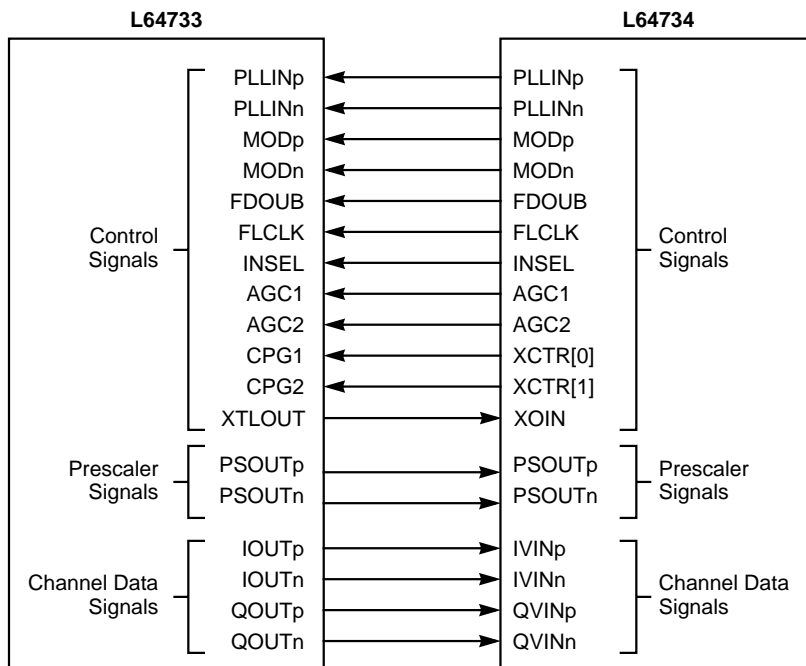 L64733 L64734
PLLINp PLLINp
PLLINn PLLINn
MODp MODp
MODn MODn
FDOUB FDOUB
Control FLCLK FLCLK Control
Signals INSEL INSEL Signals
AGC1 AGC1
AGC2 AGC2
CPG1 XCTR[0]
CPG2 XCTR[1]
XTLOUT XOIN
Prescaler PSOUTp PSOUTp Prescaler
Signals PSOUTn PSOUTn Signals
IOUTp IVINp
Channel Data IOUTn IVINn Channel Data
Signals QOUTp QVINp Signals
QOUTn QVINn